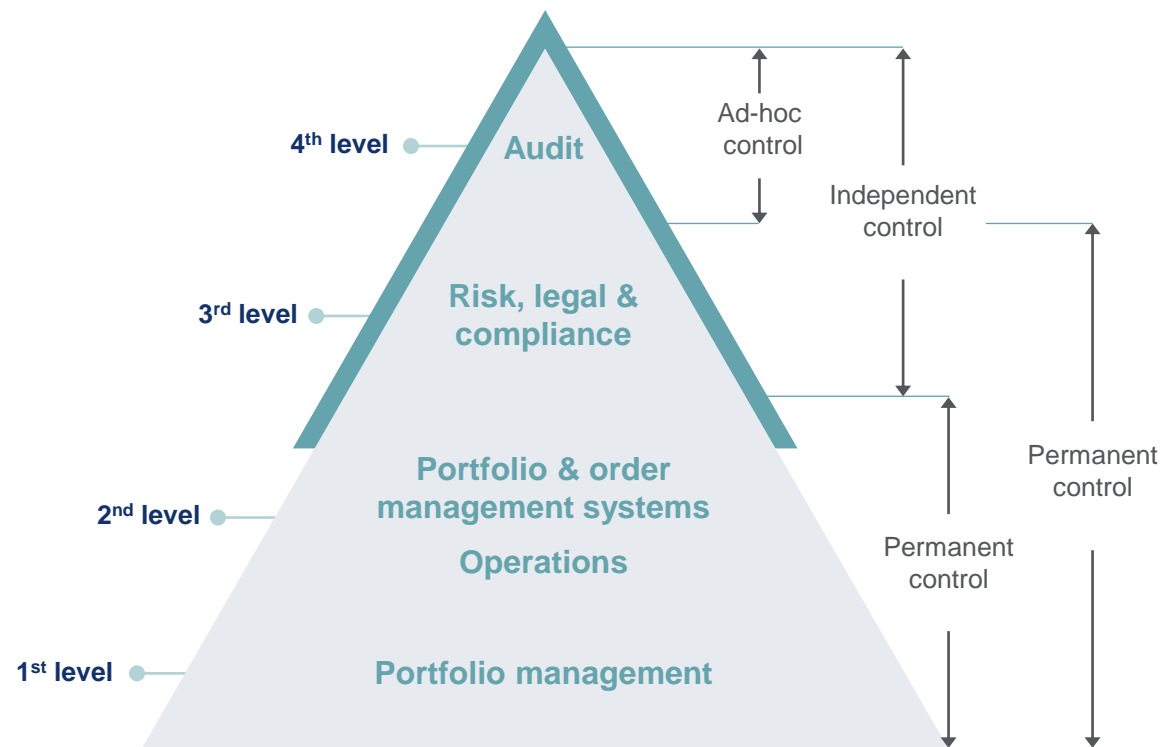 4th level
Audit
Ad-hoc
control
Independent
control
3rd level
Risk, legal &
compliance
Permanent
control
2nd level
Portfolio & order
management systems
Operations
Permanent
control
1st level
Portfolio management